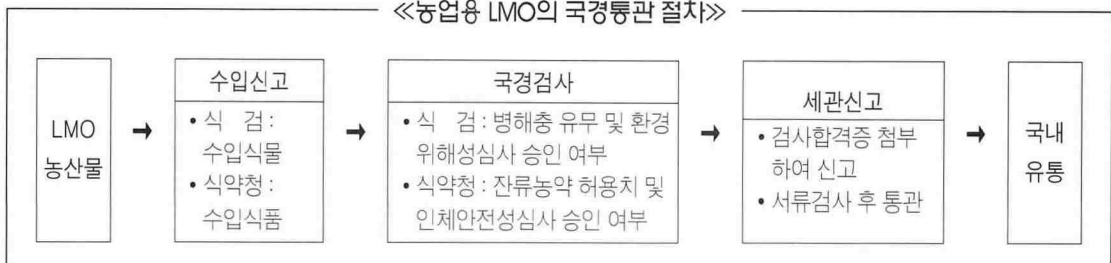 ≪농업용 LMO의 국경통관 절차≫
LMO
농산물
➡
수입신고
• 식 검 :
수입식물
• 식약청 :
수입식품
➡
국경검사
• 식 검 : 병해충 유무 및 환경
위해성심사 승인 여부
• 식약청 : 잔류농약 허용치 및
인체안전성심사 승인 여부
➡
세관신고
• 검사합격증 첨부
하여 신고
• 서류검사 후 통관
➡
국내
유통